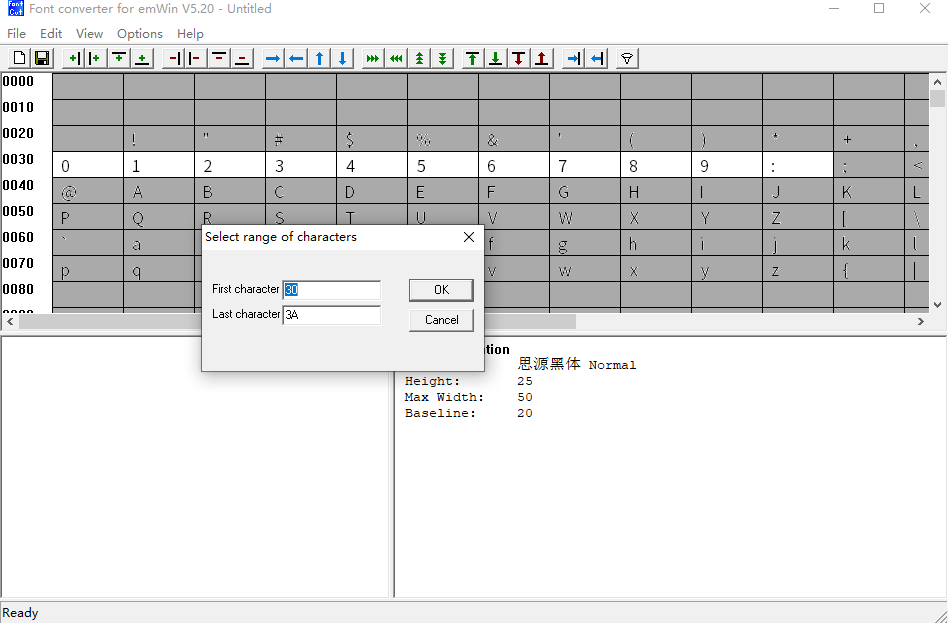 Font converter for emWin V5.20 - Untitled
File Edit View Options Help
0000
0010
0020 ! " # $ % & ' ( ) * + ,
0030 0 1 2 3 4 5 6 7 8 9 : ; <
0040 @ A B C D E F G H I J K L
0050 P Q R S T U V W X Y Z [ \
0060 ` a f g h i j k l
0070 p q v w x y z { |
0080
Select range of characters
First character 30 OK
Last character 3A Cancel
思源黑体 Normal
Height: 25
Max Width: 50
Baseline: 20
Ready